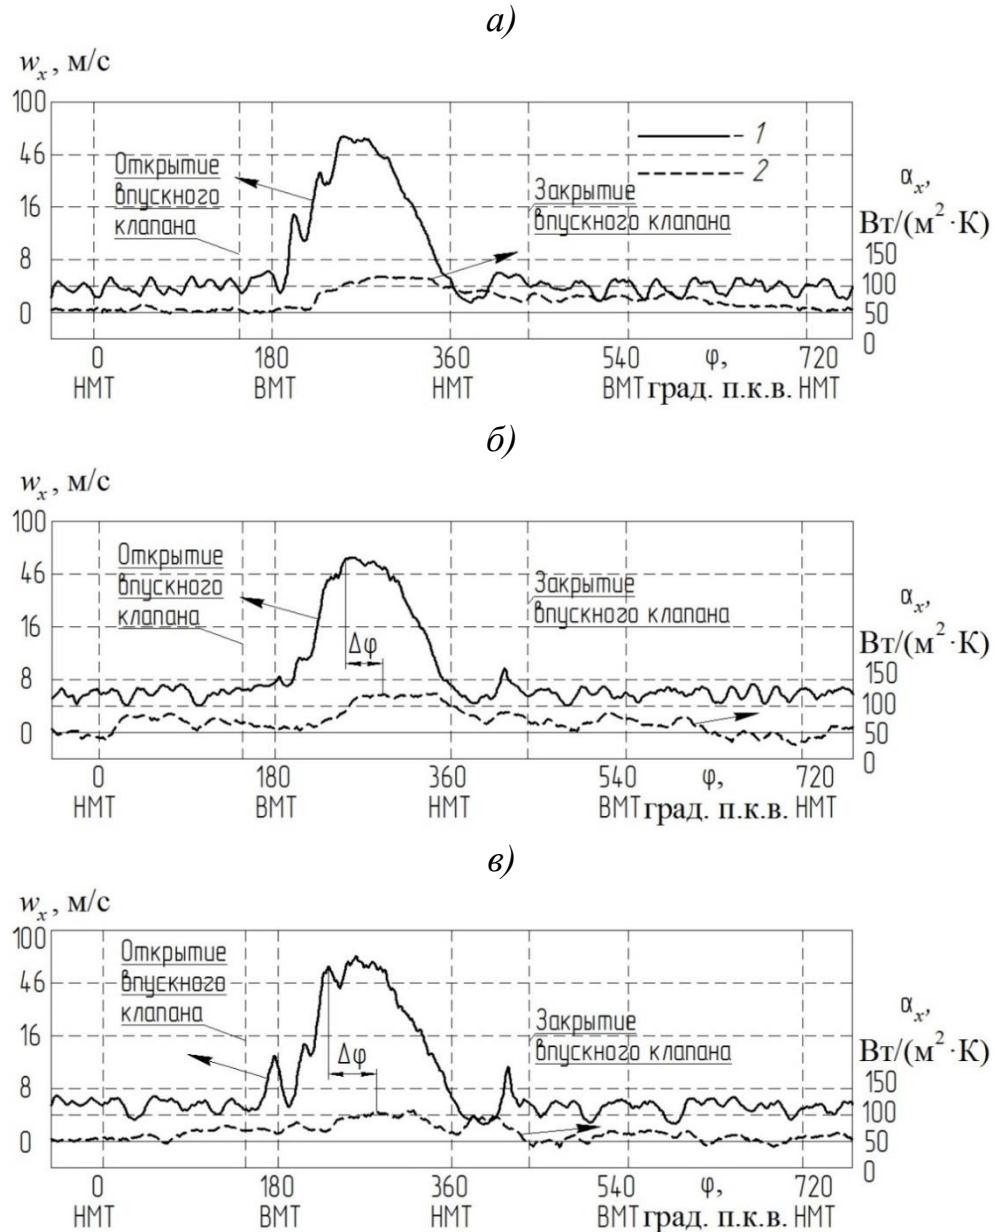 а)
w_x, м/с
100
46
16
8
0
Открытие
впускного
клапана
1
2
Закрытие
впускного клапана
α_x,
Вт/(м²·К)
150
100
50
0
0 180 360 540 φ, 720
НМТ ВМТ НМТ ВМТ град. п.к.в. НМТ
б)
w_x, м/с
100
46
16
8
0
Открытие
впускного
клапана
Δφ
Закрытие
впускного клапана
α_x,
Вт/(м²·К)
150
100
50
0
0 180 360 540 φ, 720
НМТ ВМТ НМТ ВМТ град. п.к.в. НМТ
в)
w_x, м/с
100
46
16
8
0
Открытие
впускного
клапана
Δφ
Закрытие
впускного клапана
α_x,
Вт/(м²·К)
150
100
50
0
0 180 360 540 φ, 720
НМТ ВМТ НМТ ВМТ град. п.к.в. НМТ